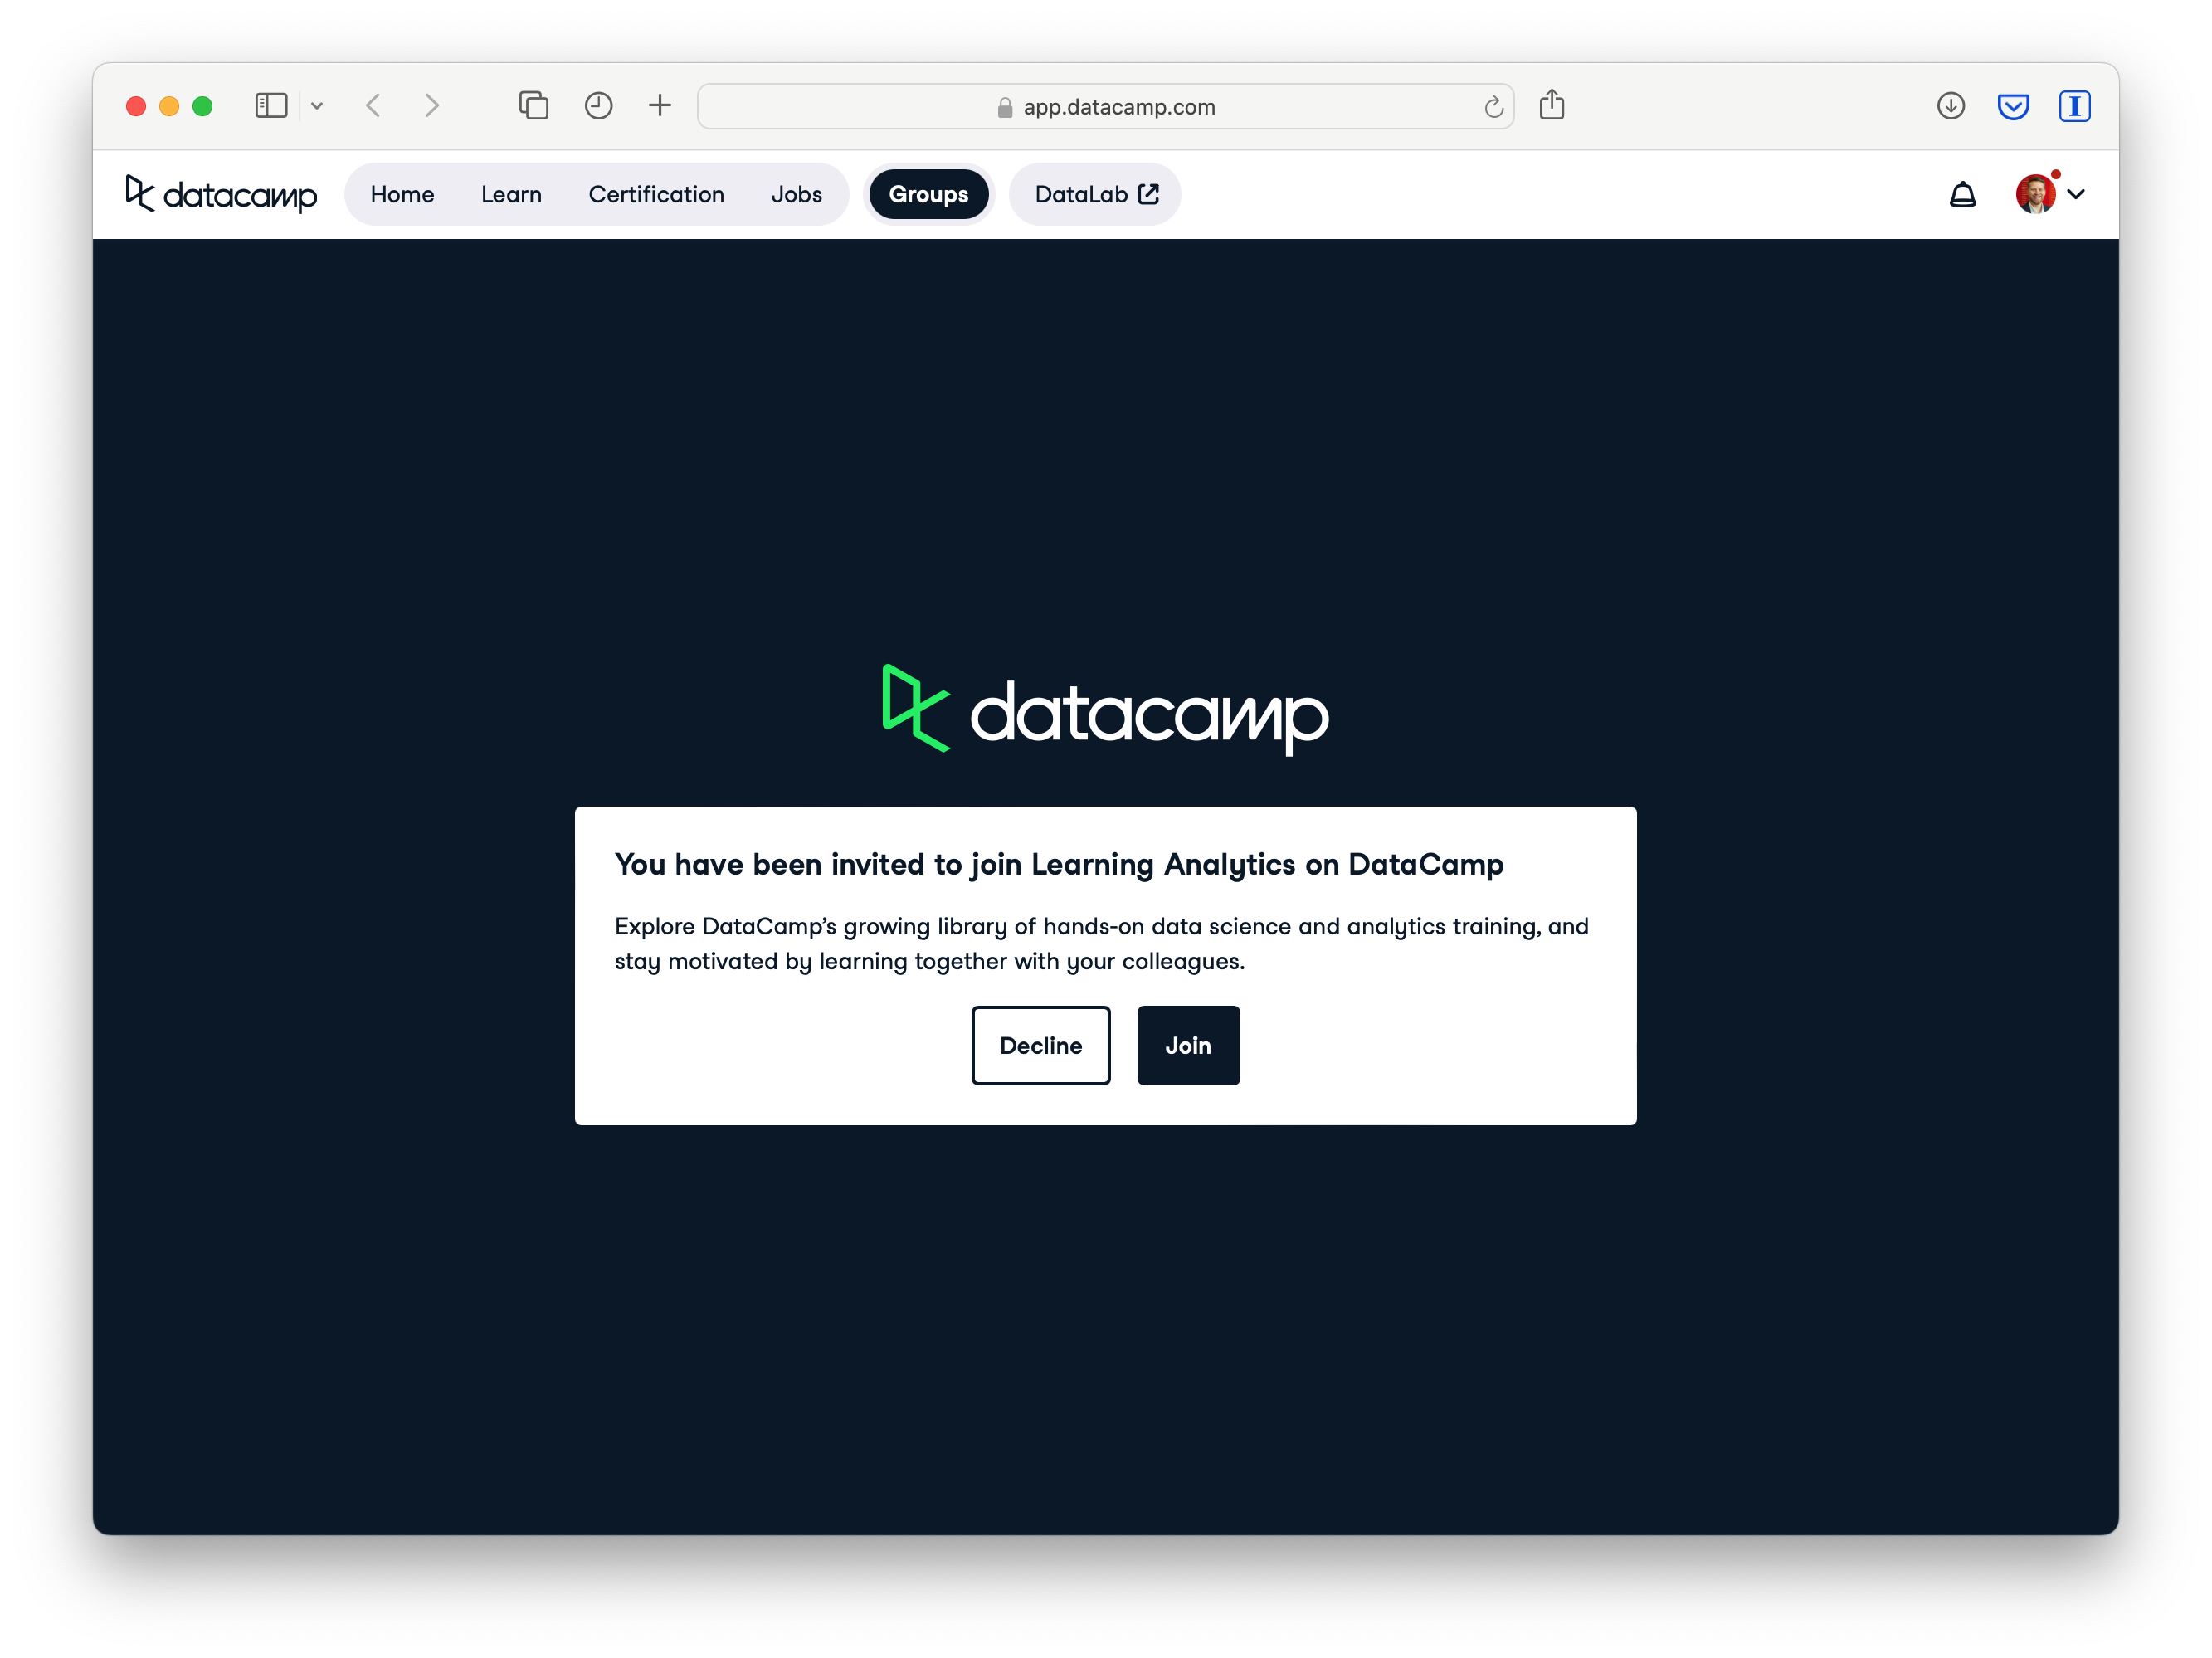 app.datacamp.com
datacamp Home Learn Certification Jobs Groups DataLab
datacamp
You have been invited to join Learning Analytics on DataCamp
Explore DataCamp’s growing library of hands-on data science and analytics training, and
stay motivated by learning together with your colleagues.
Decline Join